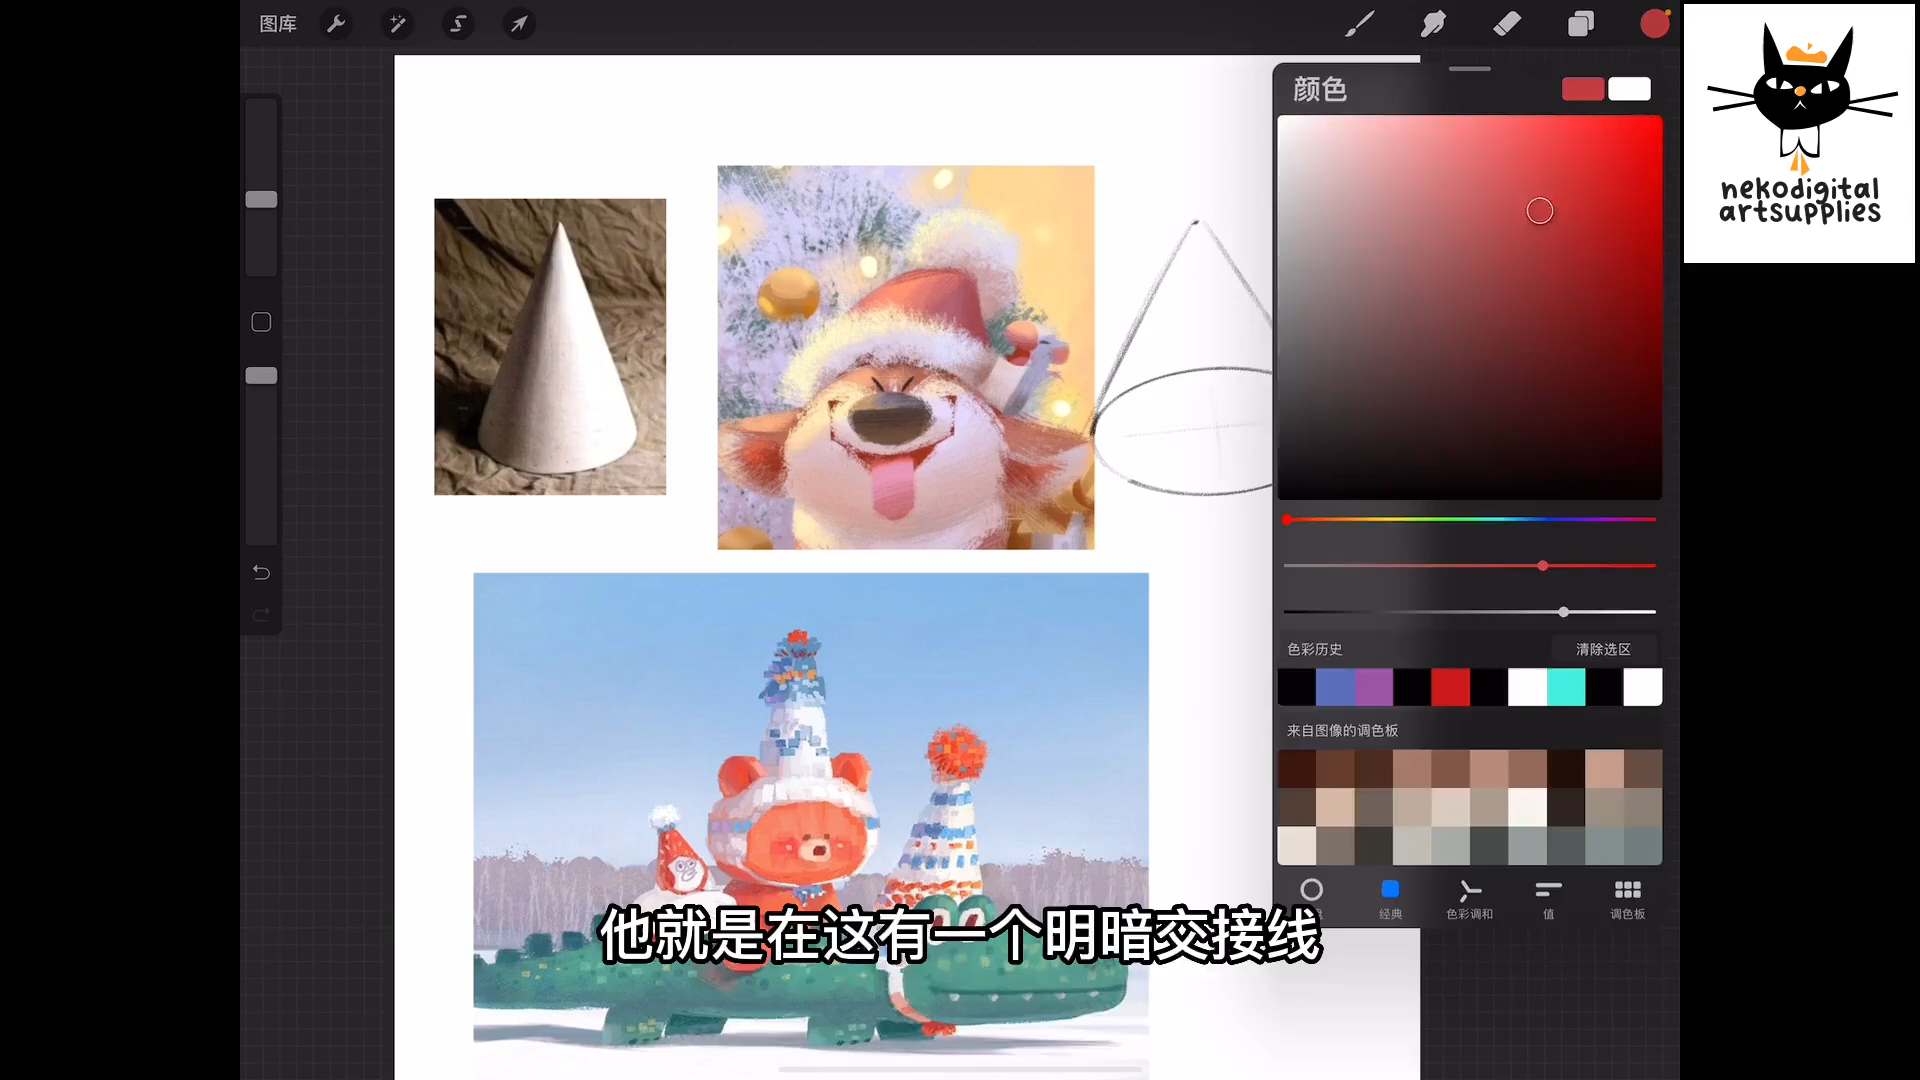 图库
颜色
nekodigital
artsupplies
色彩历史
清除选区
来自图像的调色板
经典
色彩调和
值
调色板
他就是在这有一个明暗交接线